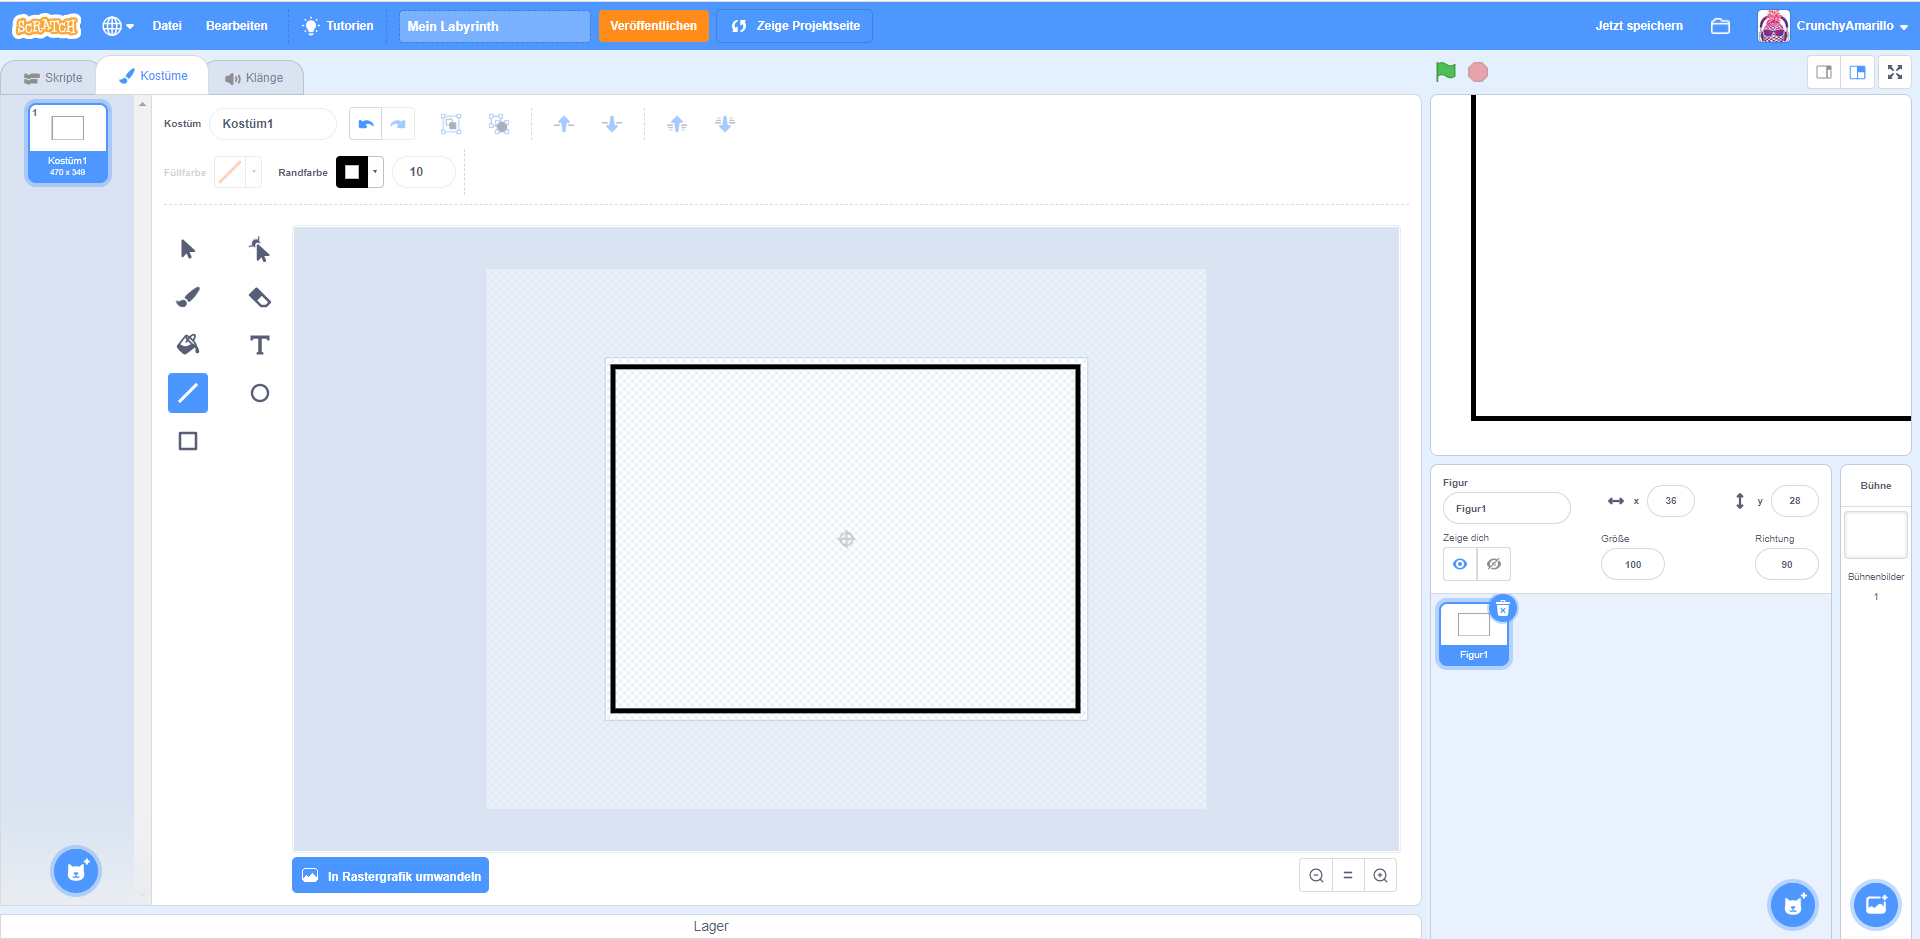 SCRATCH
Datei
Bearbeiten
Tutorien
Mein Labyrinth
Veröffentlichen
Zeige Projektseite
Jetzt speichern
CrunchyAmarillo
Skripte
Kostüme
Klänge
1
Kostüm1
470 x 349
Kostüm
Kostüm1
Füllfarbe
Randfarbe
10
T
In Rastergrafik umwandeln
Lager
Figur
Figur1
x
36
y
28
Zeige dich
Größe
100
Richtung
90
Figur1
Bühne
Bühnenbilder
1